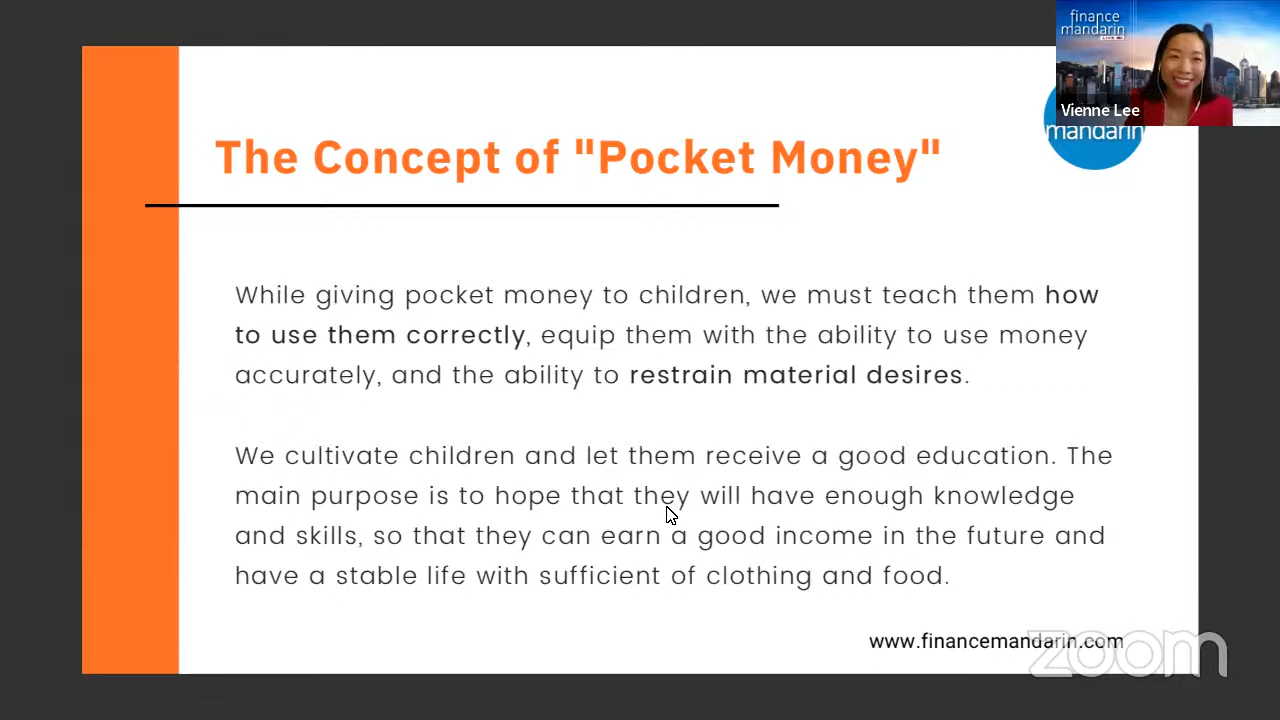 finance
mandarin
Vienne Lee
mandarin
The Concept of "Pocket Money"
While giving pocket money to children, we must teach them how
to use them correctly, equip them with the ability to use money
accurately, and the ability to restrain material desires.
We cultivate children and let them receive a good education. The
main purpose is to hope that they will have enough knowledge
and skills, so that they can earn a good income in the future and
have a stable life with sufficient of clothing and food.
www.financemandarin.com
zoom